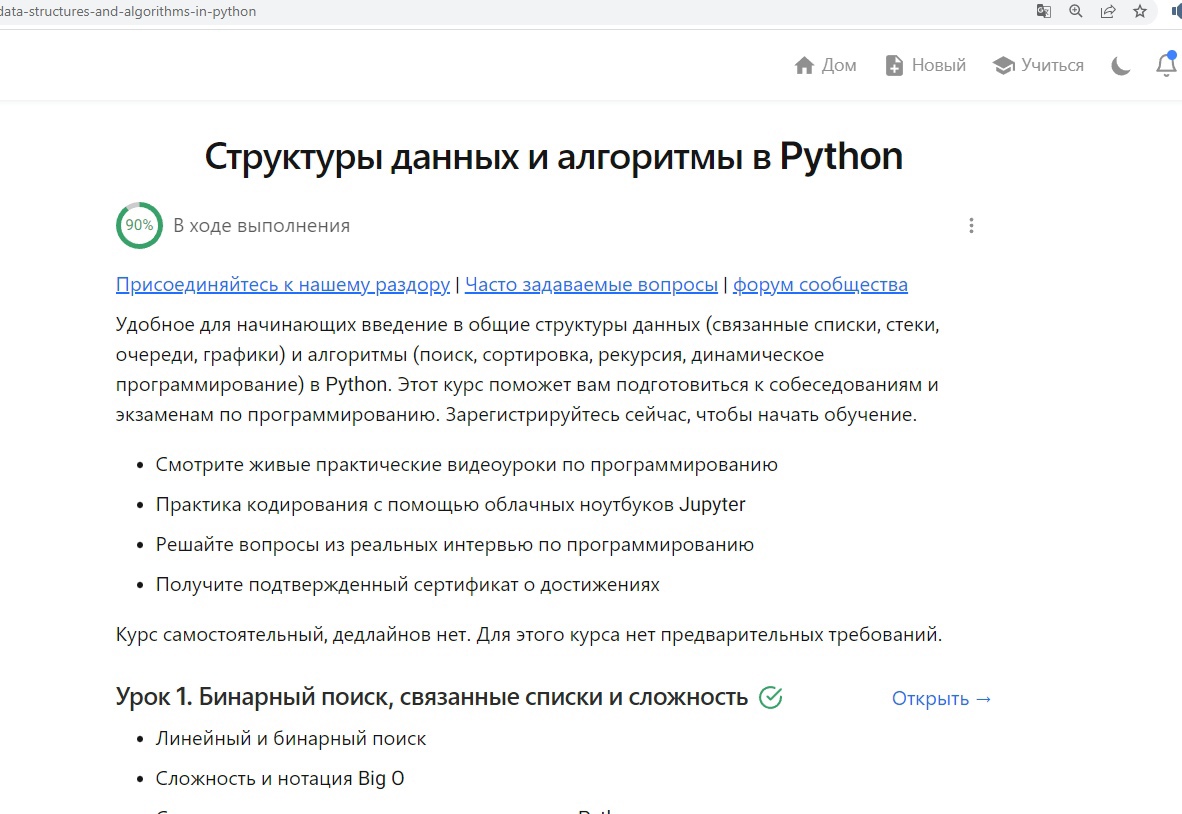 data-structures-and-algorithms-in-python
Дом Новый Учиться
Структуры данных и алгоритмы в Python
90% В ходе выполнения
Присоединяйтесь к нашему раздору | Часто задаваемые вопросы | форум сообщества
Удобное для начинающих введение в общие структуры данных (связанные списки, стеки,
очереди, графики) и алгоритмы (поиск, сортировка, рекурсия, динамическое
программирование) в Python. Этот курс поможет вам подготовиться к собеседованиям и
экзаменам по программированию. Зарегистрируйтесь сейчас, чтобы начать обучение.
• Смотрите живые практические видеоуроки по программированию
• Практика кодирования с помощью облачных ноутбуков Jupyter
• Решайте вопросы из реальных интервью по программированию
• Получите подтвержденный сертификат о достижениях
Курс самостоятельный, дедлайнов нет. Для этого курса нет предварительных требований.
Урок 1. Бинарный поиск, связанные списки и сложность Открыть →
• Линейный и бинарный поиск
• Сложность и нотация Big O